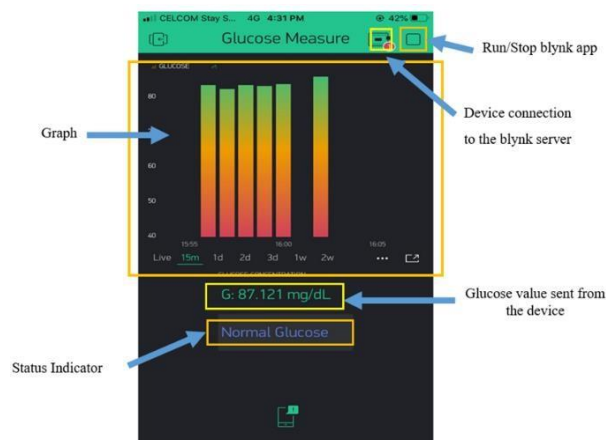 CELCOM Stay S... 4G 4:31 PM 42%
Glucose Measure
Run/Stop blynk app
GLUCOSE
80
Device connection
to the blynk server
Graph
60
50
40
15:55 16:00 16:05
Live 15m 1d 2d 3d 1w 2w ...
G: 87.121 mg/dL
Glucose value sent from
the device
Normal Glucose
Status Indicator